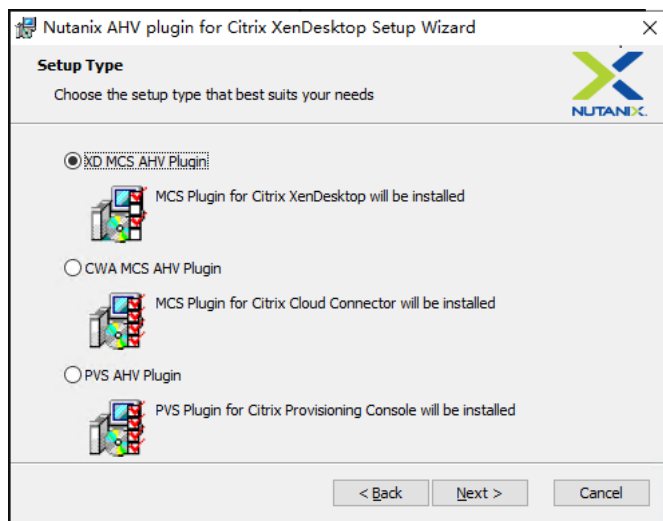 Nutanix AHV plugin for Citrix XenDesktop Setup Wizard
Setup Type
Choose the setup type that best suits your needs
NUTANIX.
XD MCS AHV Plugin
MCS Plugin for Citrix XenDesktop will be installed
CWA MCS AHV Plugin
MCS Plugin for Citrix Cloud Connector will be installed
PVS AHV Plugin
PVS Plugin for Citrix Provisioning Console will be installed
< Back Next > Cancel